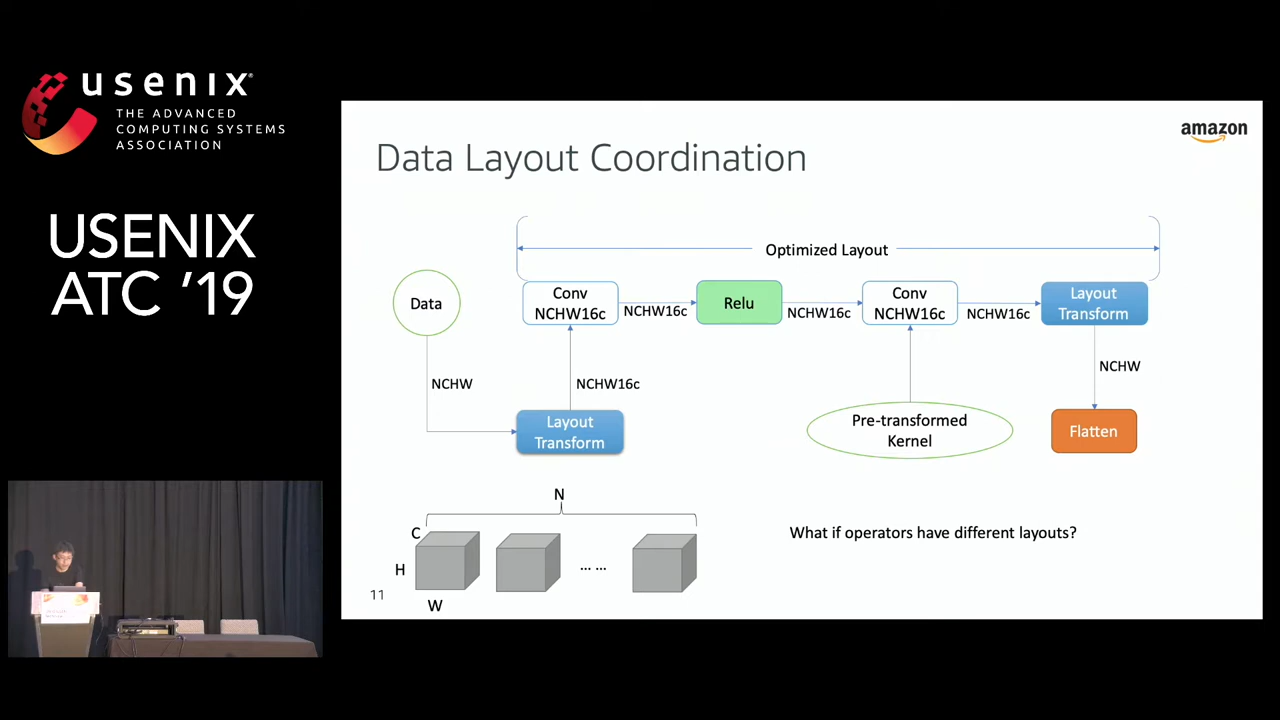 usenix
THE ADVANCED
COMPUTING SYSTEMS
ASSOCIATION
USENIX
ATC '19
amazon
Data Layout Coordination
Optimized Layout
Data
Conv
NCHW16c
NCHW16c
Relu
NCHW16c
Conv
NCHW16c
NCHW16c
Layout
Transform
NCHW
NCHW16c
NCHW
Layout
Transform
Pre-transformed
Kernel
Flatten
N
C
H
W
... ...
What if operators have different layouts?
11